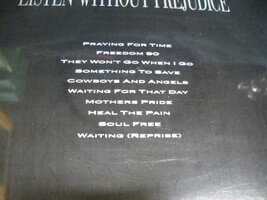 LISTEN WITHOUT PREJUDICE
Praying For Time
Freedom 90
They Won't Go When I Go
Something To Save
Cowboys And Angels
Waiting For That Day
Mothers Pride
Heal The Pain
Soul Free
Waiting (Reprise)